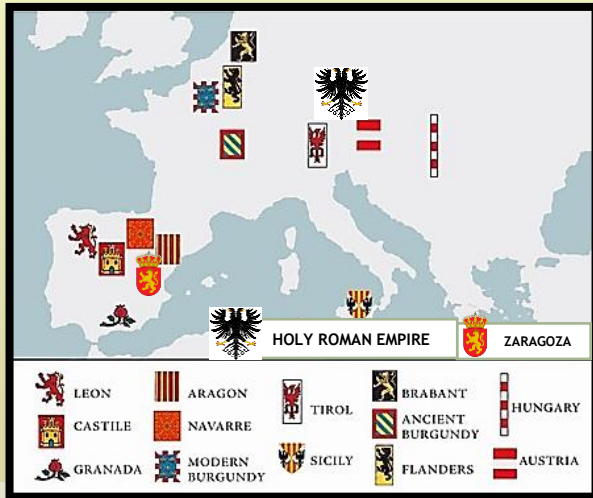 HOLY ROMAN EMPIRE
ZARAGOZA
LEON
ARAGON
TIROL
BRABANT
HUNGARY
CASTILE
NAVARRE
ANCIENT
BURGUNDY
GRANADA
MODERN
BURGUNDY
SICILY
FLANDERS
AUSTRIA